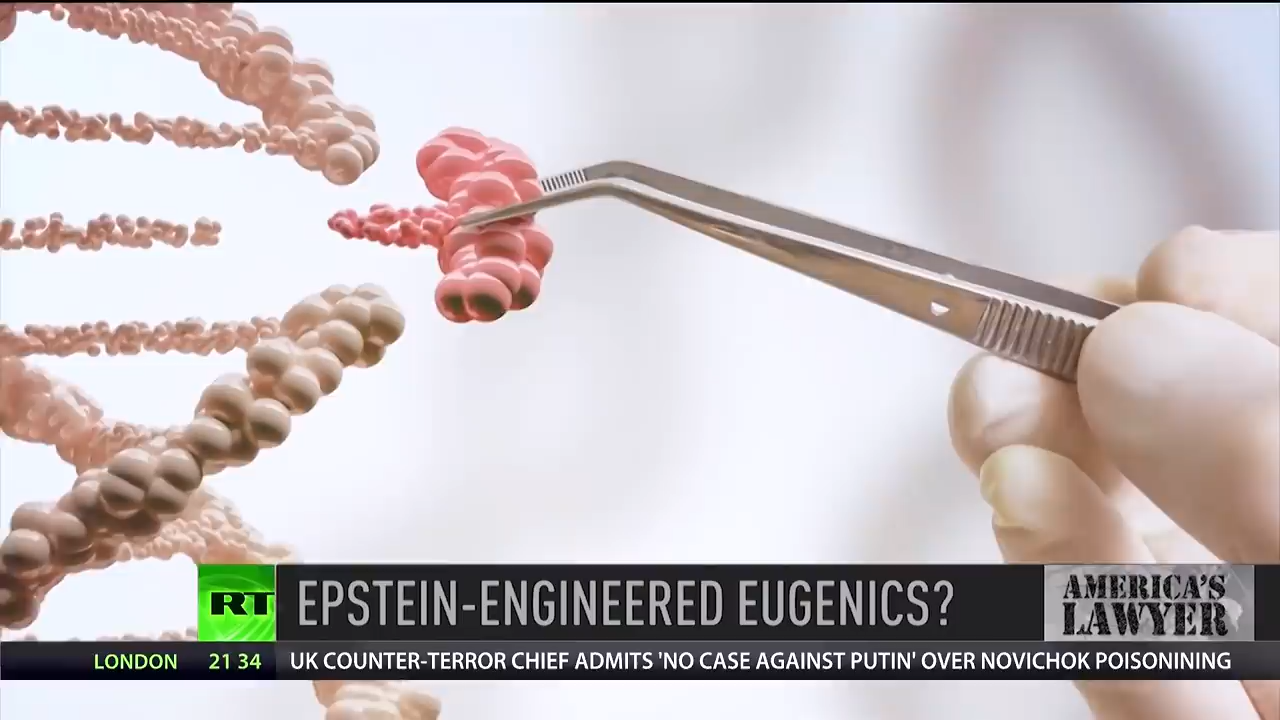 RT
EPSTEIN-ENGINEERED EUGENICS?
AMERICA'S
LAWYER
LONDON 21 34
UK COUNTER-TERROR CHIEF ADMITS 'NO CASE AGAINST PUTIN' OVER NOVICHOK POISONINING